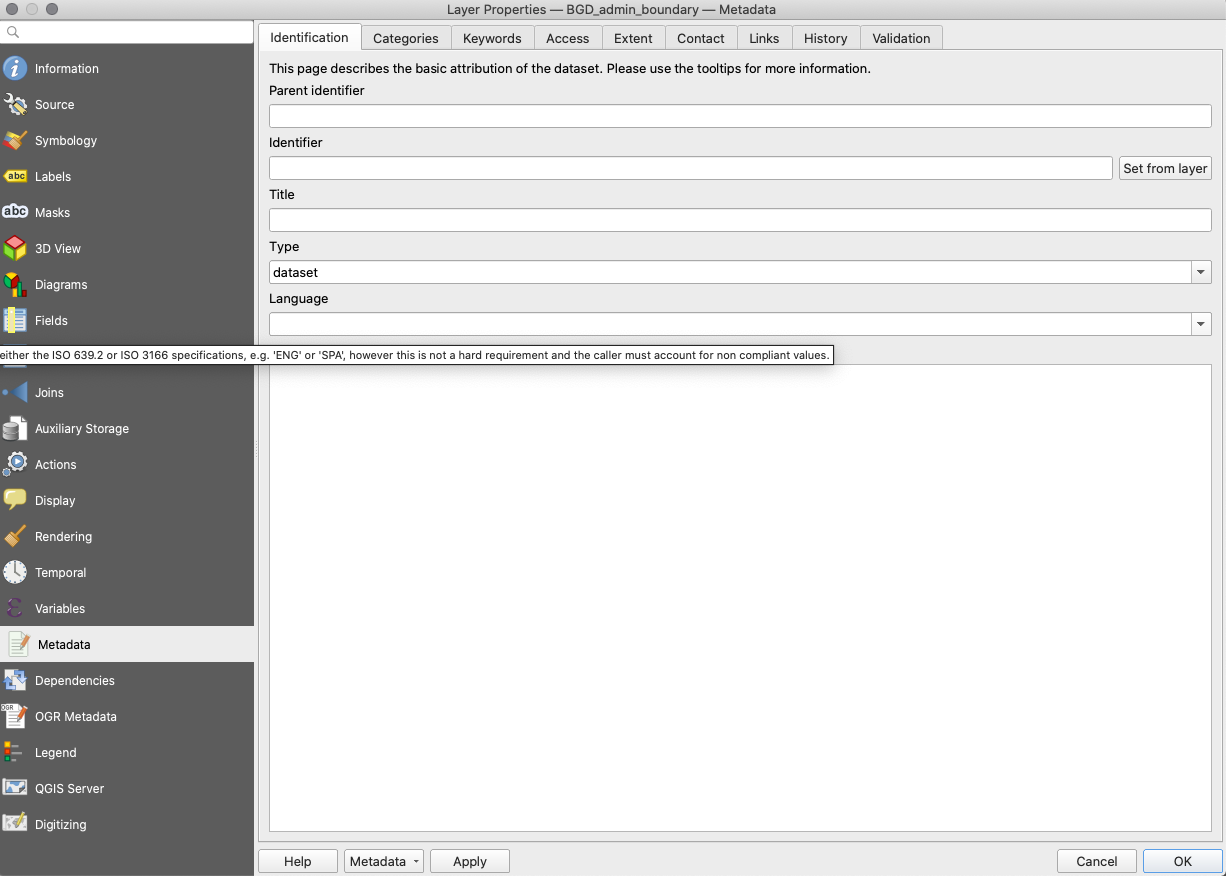 Layer Properties — BGD_admin_boundary — Metadata
Identification Categories Keywords Access Extent Contact Links History Validation
Information
Source
Symbology
abc Labels
abc Masks
3D View
Diagrams
Fields
Joins
Auxiliary Storage
Actions
Display
Rendering
Temporal
Variables
Metadata
Dependencies
OGR OGR Metadata
Legend
QGIS Server
Digitizing
This page describes the basic attribution of the dataset. Please use the tooltips for more information.
Parent identifier
Identifier
Set from layer
Title
Type
dataset
Language
either the ISO 639.2 or ISO 3166 specifications, e.g. 'ENG' or 'SPA', however this is not a hard requirement and the caller must account for non compliant values.
Help Metadata Apply Cancel OK